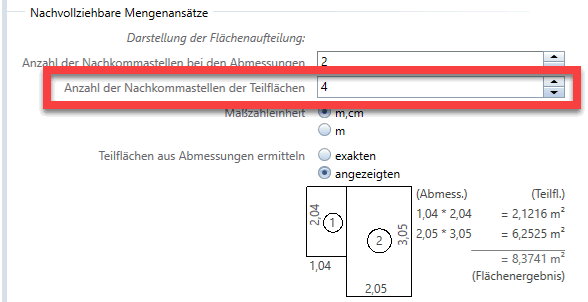 Nachvollziehbare Mengenansätze
Darstellung der Flächenaufteilung:
Anzahl der Nachkommastellen bei den Abmessungen 2
Anzahl der Nachkommastellen der Teilflächen 4
Maßzahleinheit m,cm
m
Teilflächen aus Abmessungen ermitteln exakten
angezeigten
(Abmess.) (Teilfl.)
2,04 1 1,04 * 2,04 = 2,1216 m²
2 3,05 2,05 * 3,05 = 6,2525 m²
1,04 = 8,3741 m²
(Flächenergebnis)
2,05